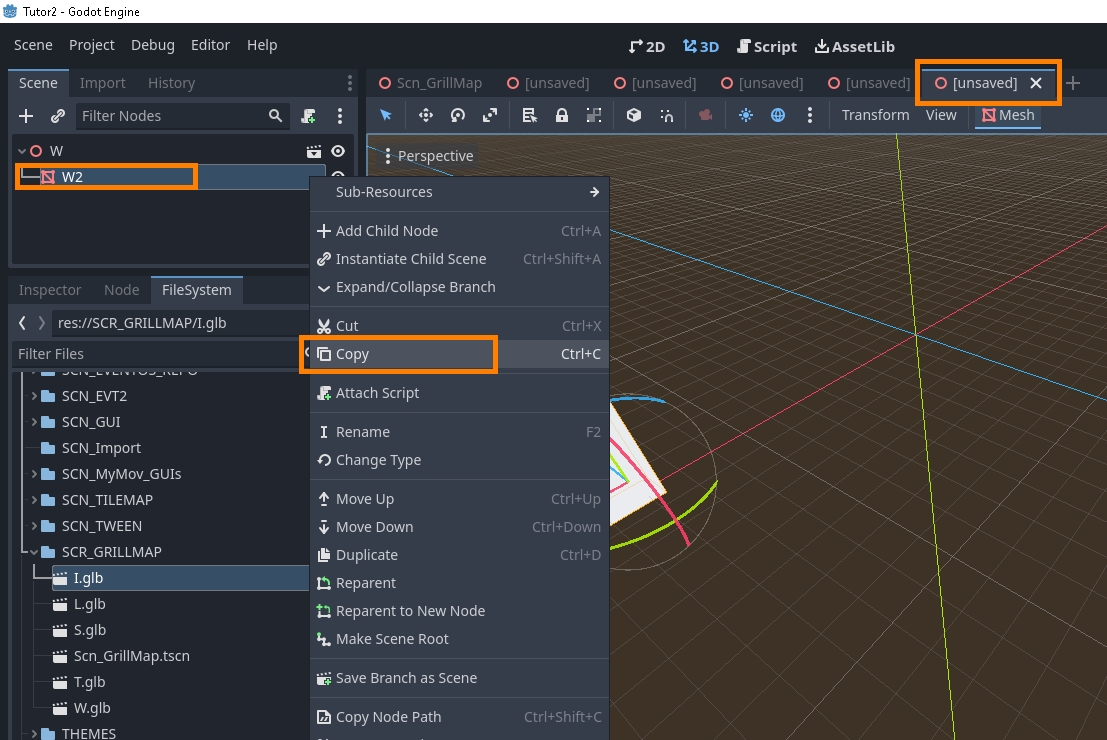 Tutor2 - Godot Engine
Scene Project Debug Editor Help
2D 3D Script AssetLib
Scene Import History
Scn_GrillMap [unsaved] [unsaved] [unsaved] [unsaved] [unsaved]
Filter Nodes
Transform View Mesh
W
W2
Perspective
Sub-Resources
Add Child Node Ctrl+A
Instantiate Child Scene Ctrl+Shift+A
Expand/Collapse Branch
Cut Ctrl+X
Copy Ctrl+C
Attach Script
Rename F2
Change Type
Move Up Ctrl+Up
Move Down Ctrl+Down
Duplicate Ctrl+D
Reparent
Reparent to New Node
Make Scene Root
Save Branch as Scene
Copy Node Path Ctrl+Shift+C
Inspector Node FileSystem
res://SCR_GRILLMAP/I.glb
Filter Files
SCN_EVENTOS_REPO
SCN_EVT2
SCN_GUI
SCN_Import
SCN_MyMov_GUIs
SCN_TILEMAP
SCN_TWEEN
SCR_GRILLMAP
I.glb
L.glb
S.glb
Scn_GrillMap.tscn
T.glb
W.glb
THEMES